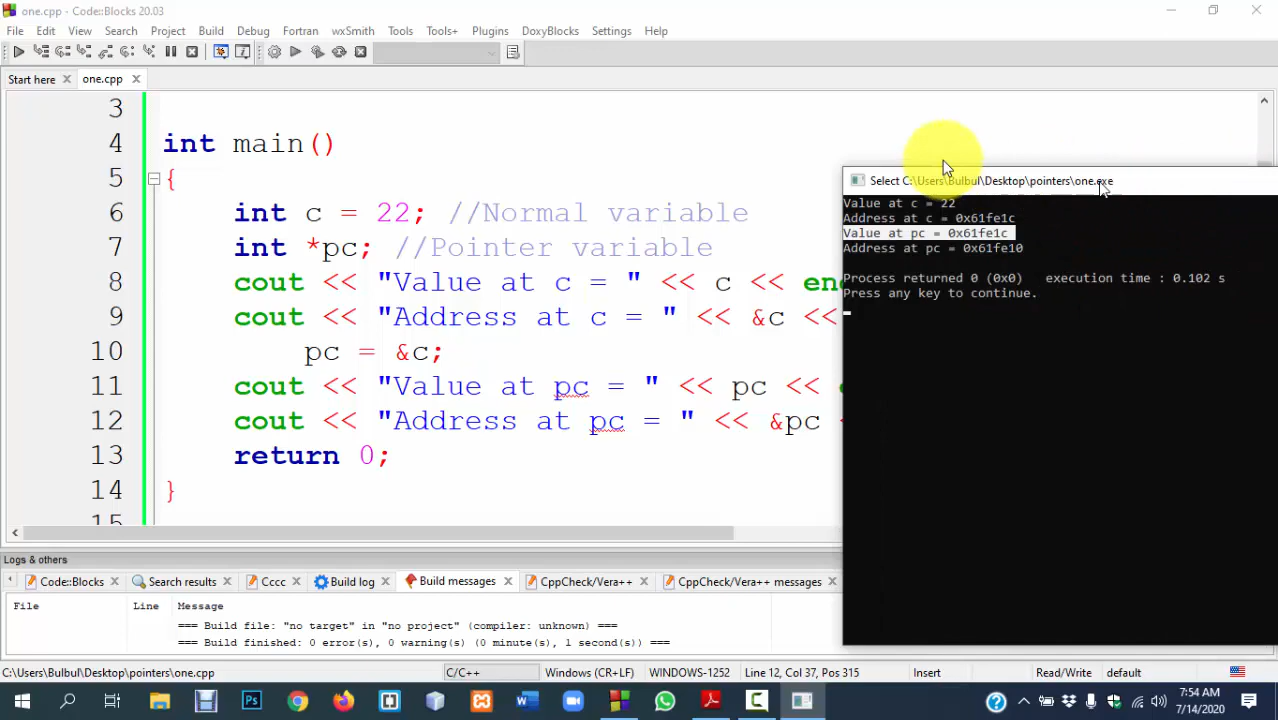 one.cpp - Code::Blocks 20.03
File Edit View Search Project Build Debug Fortran wxSmith Tools Tools+ Plugins DoxyBlocks Settings Help
Start here one.cpp
3
4 int main()
5 {
6 int c = 22; //Normal variable
7 int *pc; //Pointer variable
8 cout << "Value at c = " << c << en
9 cout << "Address at c = " << &c <<
10 pc = &c;
11 cout << "Value at pc = " << pc <<
12 cout << "Address at pc = " << &pc
13 return 0;
14 }
15
Select C:\Users\Bulbul\Desktop\pointers\one.exe
Value at c = 22
Address at c = 0x61fe1c
Value at pc = 0x61fe1c
Address at pc = 0x61fe10
Process returned 0 (0x0) execution time : 0.102 s
Press any key to continue.
Logs & others
Code::Blocks Search results Cccc Build log Build messages CppCheck/Vera++ CppCheck/Vera++ messages
File Line Message
=== Build file: "no target" in "no project" (compiler: unknown) ===
=== Build finished: 0 error(s), 0 warning(s) (0 minute(s), 1 second(s)) ===
C:\Users\Bulbul\Desktop\pointers\one.cpp C/C++ Windows (CR+LF) WINDOWS-1252 Line 12, Col 37, Pos 315 Insert Read/Write default
7:54 AM
7/14/2020